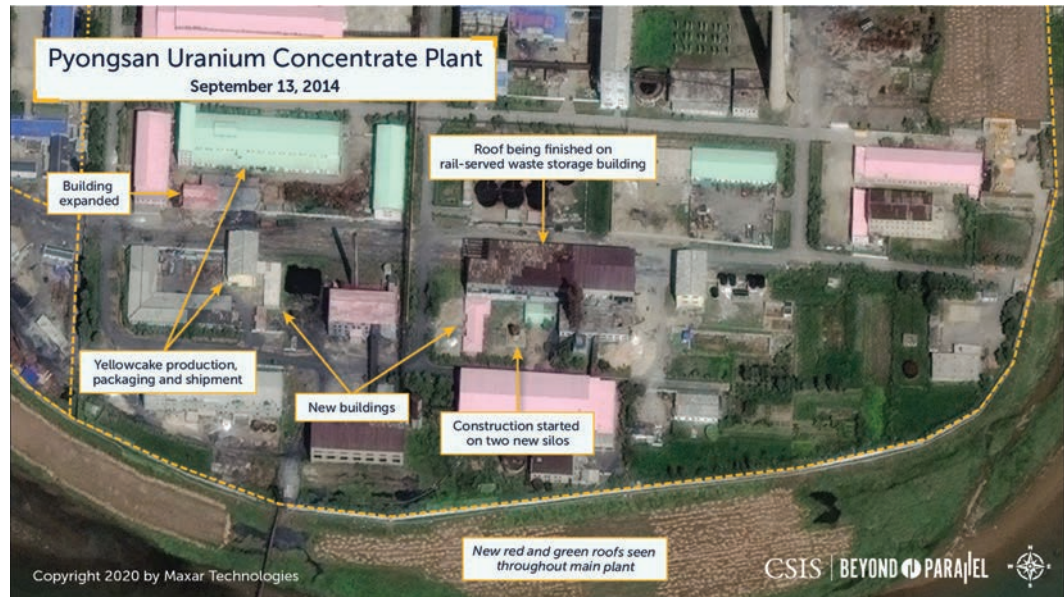 Pyongsan Uranium Concentrate Plant
September 13, 2014
Roof being finished on
rail-served waste storage building
Building
expanded
Yellowcake production,
packaging and shipment
New buildings
Construction started
on two new silos
New red and green roofs seen
throughout main plant
Copyright 2020 by Maxar Technologies
CSIS | BEYOND PARALLEL
N
W E
S